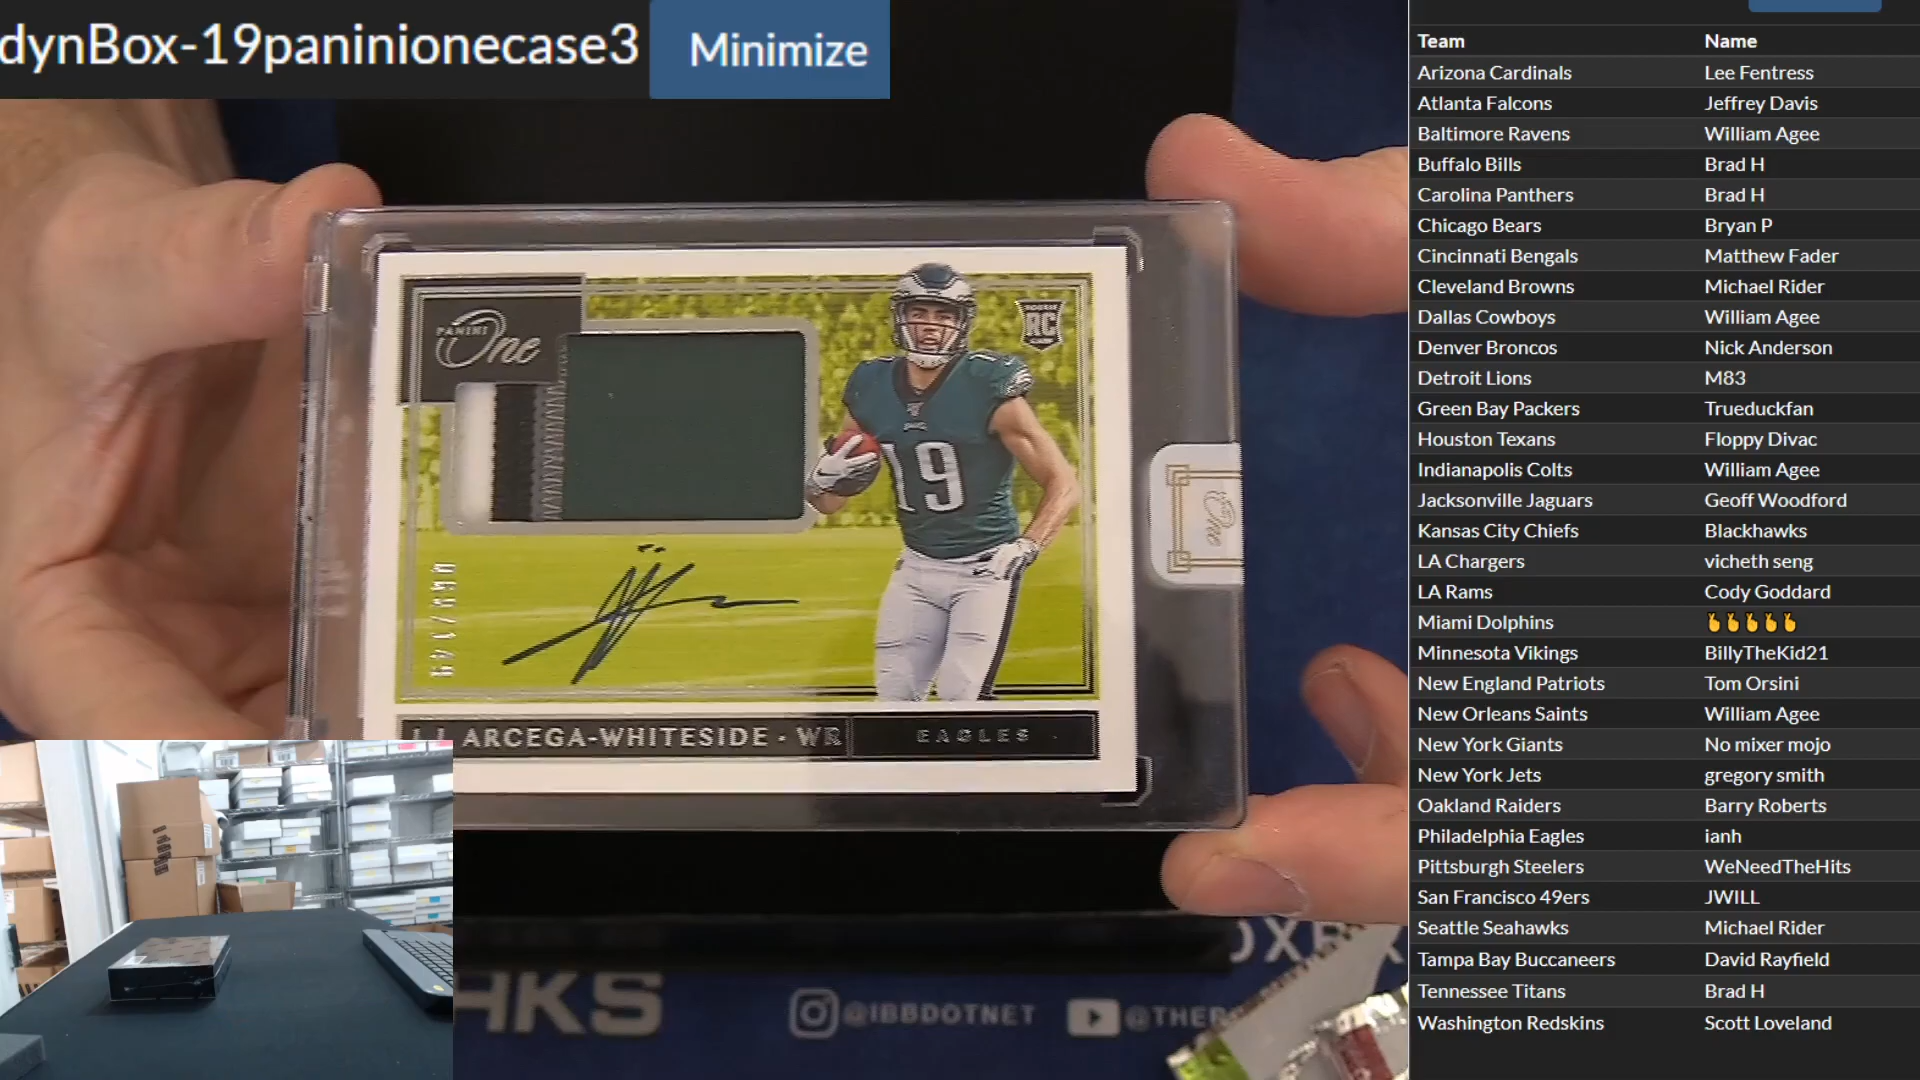 dynBox-19paninionecase3
Minimize
Team Name
Arizona Cardinals Lee Fentress
Atlanta Falcons Jeffrey Davis
Baltimore Ravens William Agee
Buffalo Bills Brad H
Carolina Panthers Brad H
Chicago Bears Bryan P
Cincinnati Bengals Matthew Fader
Cleveland Browns Michael Rider
Dallas Cowboys William Agee
Denver Broncos Nick Anderson
Detroit Lions M83
Green Bay Packers Trueduckfan
Houston Texans Floppy Divac
Indianapolis Colts William Agee
Jacksonville Jaguars Geoff Woodford
Kansas City Chiefs Blackhawks
LA Chargers vicheth seng
LA Rams Cody Goddard
Miami Dolphins 🤞🤞🤞🤞🤞
Minnesota Vikings BillyTheKid21
New England Patriots Tom Orsini
New Orleans Saints William Agee
New York Giants No mixer mojo
New York Jets gregory smith
Oakland Raiders Barry Roberts
Philadelphia Eagles ianh
Pittsburgh Steelers WeNeedTheHits
San Francisco 49ers JWILL
Seattle Seahawks Michael Rider
Tampa Bay Buccaneers David Rayfield
Tennessee Titans Brad H
Washington Redskins Scott Loveland
PANINI
One
ROOKIE
RC
CARD
19
One
J.J. ARCEGA-WHITESIDE · WR
EAGLES
@IBBDOTNET